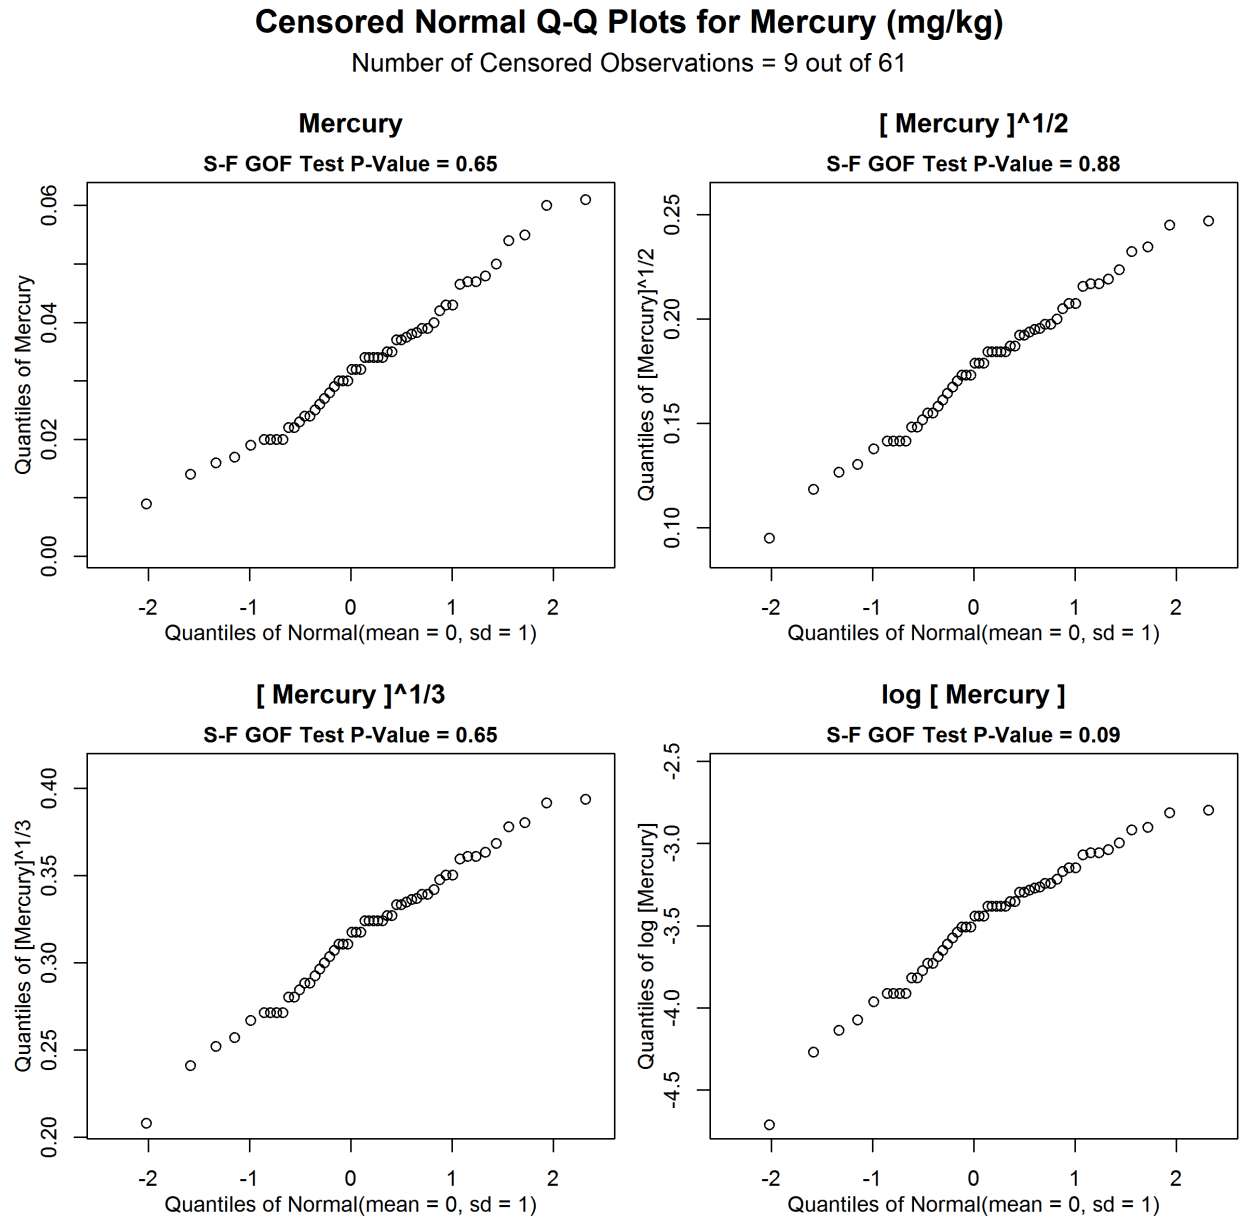 Censored Normal Q-Q Plots for Mercury (mg/kg)
Number of Censored Observations = 9 out of 61
Mercury
S-F GOF Test P-Value = 0.65
Quantiles of Mercury
0.06
0.04
0.02
0.00
-2 -1 0 1 2
Quantiles of Normal(mean = 0, sd = 1)
[ Mercury ]^1/2
S-F GOF Test P-Value = 0.88
Quantiles of [Mercury]^1/2
0.25
0.20
0.15
0.10
-2 -1 0 1 2
Quantiles of Normal(mean = 0, sd = 1)
[ Mercury ]^1/3
S-F GOF Test P-Value = 0.65
Quantiles of [Mercury]^1/3
0.40
0.35
0.30
0.25
0.20
-2 -1 0 1 2
Quantiles of Normal(mean = 0, sd = 1)
log [ Mercury ]
S-F GOF Test P-Value = 0.09
Quantiles of log [Mercury]
-2.5
-3.0
-3.5
-4.0
-4.5
-2 -1 0 1 2
Quantiles of Normal(mean = 0, sd = 1)